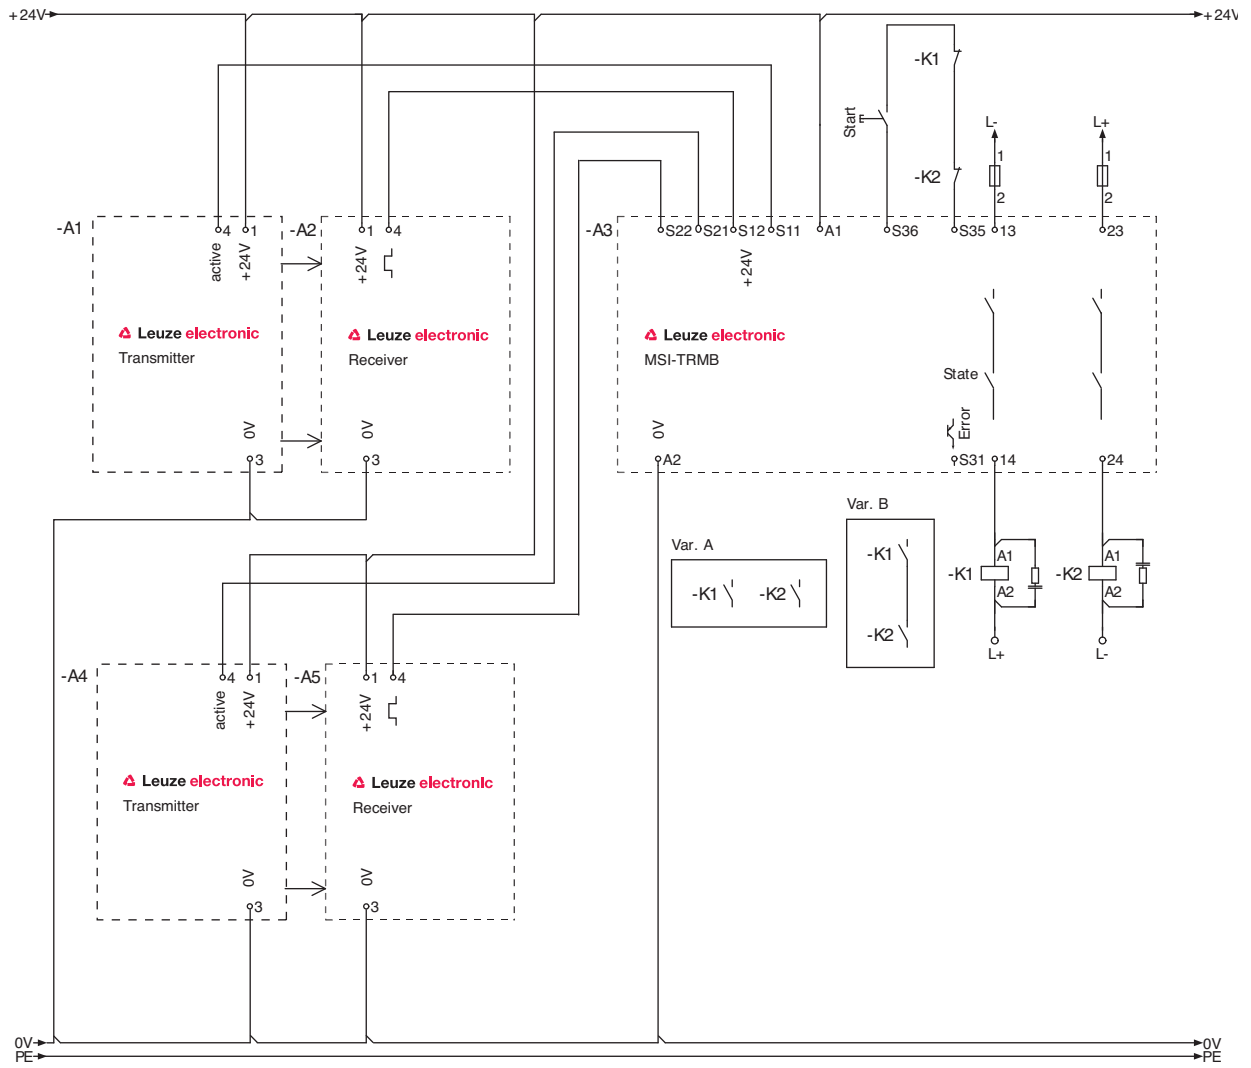 +24V
+24V
-K1
Start
L-
L+
1
1
-K2
2
2
-A1
4
1
-A2
1
4
-A3
S22
S21
S12
S11
A1
S36
S35
13
23
active
+24V
+24V
+24V
Leuze electronic
Transmitter
Leuze electronic
Receiver
Leuze electronic
MSI-TRMB
State
Error
0V
0V
0V
3
3
A2
S31
14
24
Var. A
-K1
-K2
Var. B
-K1
-K2
-K1
A1
A2
L+
-K2
A1
A2
L-
-A4
4
1
-A5
1
4
active
+24V
+24V
Leuze electronic
Transmitter
Leuze electronic
Receiver
0V
0V
3
3
0V
0V
PE
PE